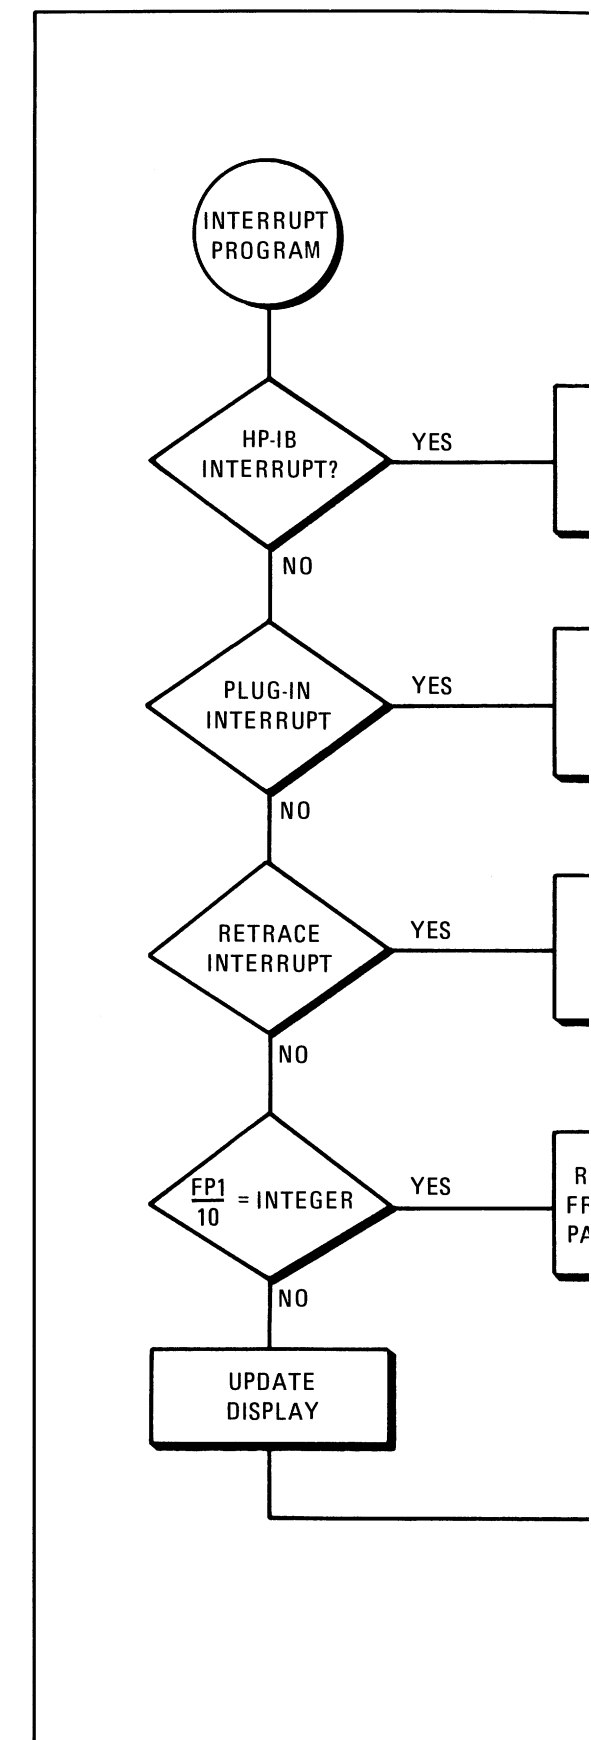 INTERRUPT
PROGRAM
HP-IB
INTERRUPT?
YES
NO
PLUG-IN
INTERRUPT
YES
NO
RETRACE
INTERRUPT
YES
NO
FP1
10
= INTEGER
YES
NO
UPDATE
DISPLAY